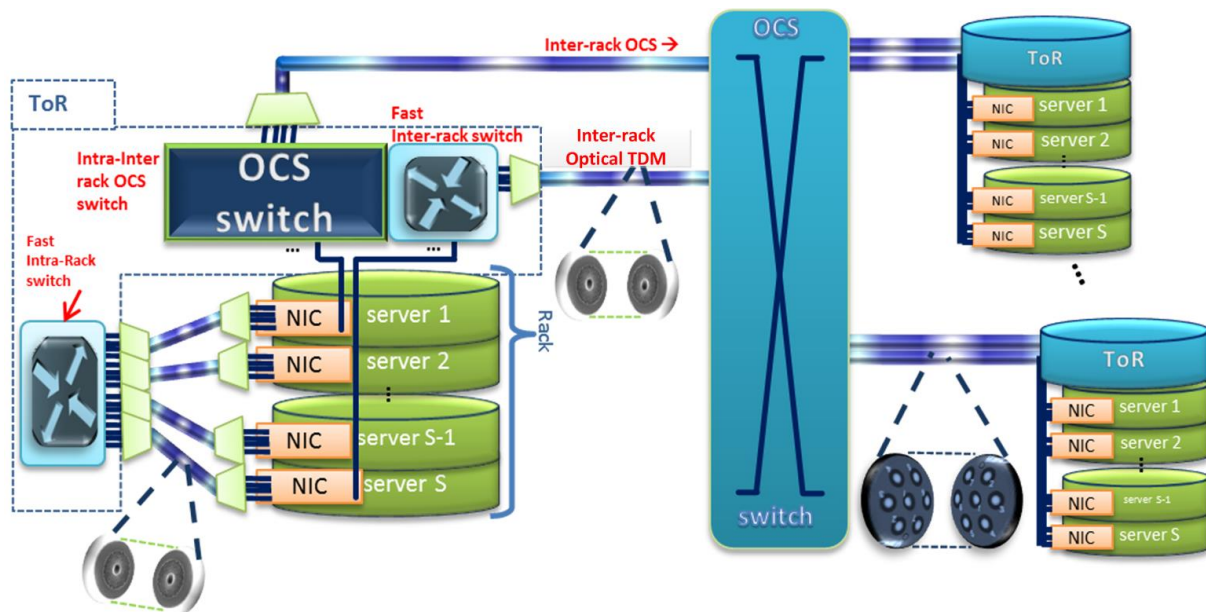 OCS
Inter-rack OCS →
ToR
Fast
Inter-rack switch
Inter-rack
Optical TDM
Intra-Inter
rack OCS
switch
OCS
switch
...
...
Fast
Intra-Rack
switch
NIC
server 1
NIC
server 2
...
NIC
server S-1
NIC
server S
Rack
switch
ToR
NIC
server 1
NIC
server 2
...
NIC
server S-1
NIC
server S
...
ToR
NIC
server 1
NIC
server 2
...
NIC
server S-1
NIC
server S